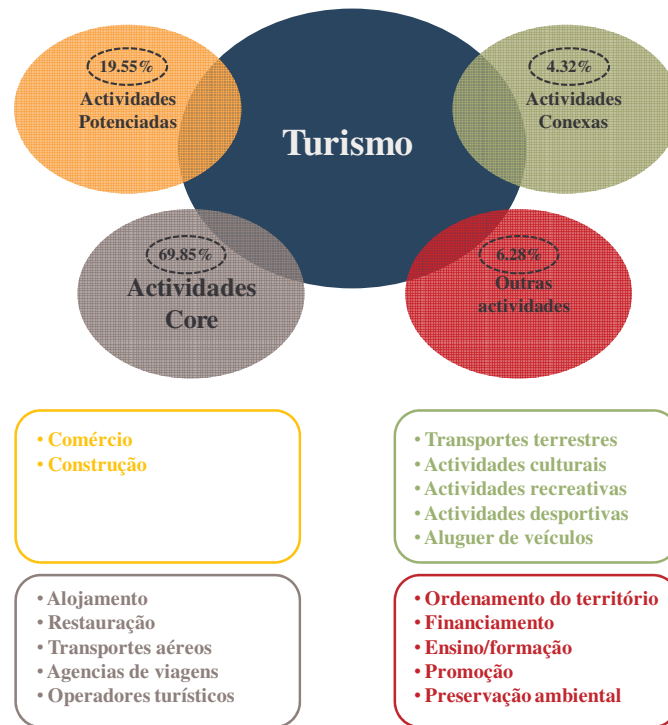 19.55%
Actividades
Potenciadas
Turismo
4.32%
Actividades
Conexas
69.85%
Actividades
Core
6.28%
Outras
actividades
• Comércio
• Construção
• Transportes terrestres
• Actividades culturais
• Actividades recreativas
• Actividades desportivas
• Aluguer de veículos
• Alojamento
• Restauração
• Transportes aéreos
• Agencias de viagens
• Operadores turísticos
• Ordenamento do território
• Financiamento
• Ensino/formação
• Promoção
• Preservação ambiental